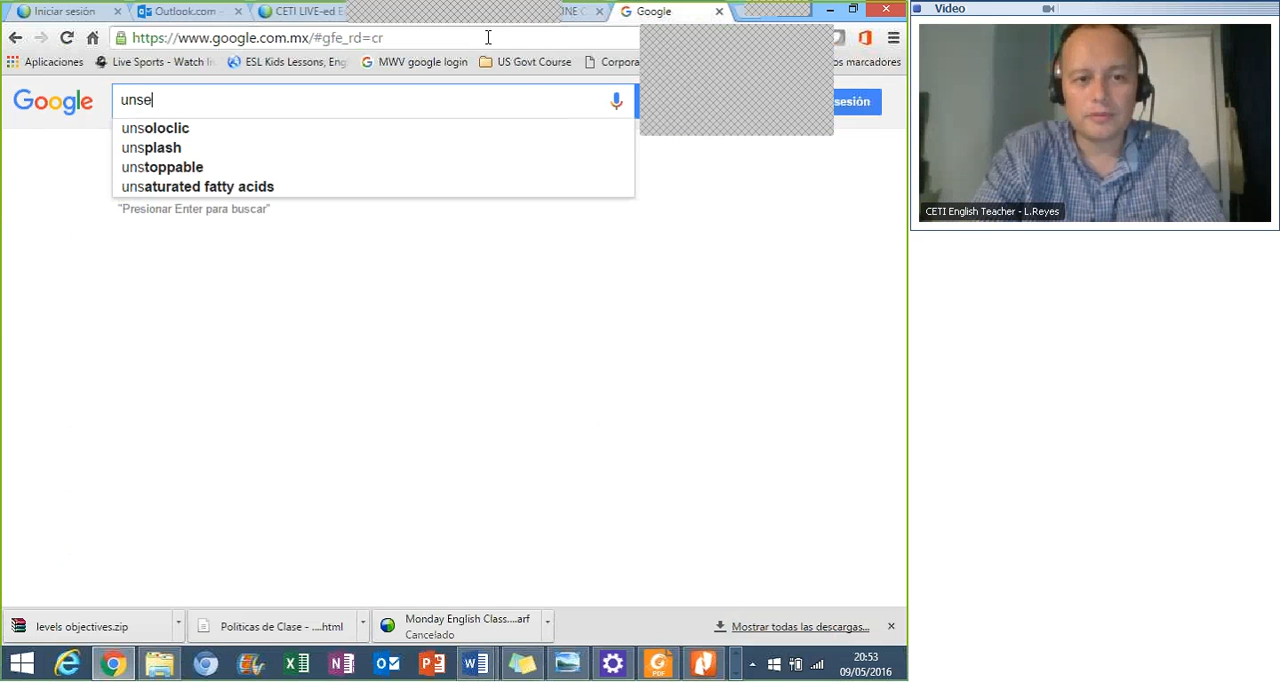 Iniciar sesión
Outlook.com -
CETI LIVE-ed E
INE C
Google
Video
https://www.google.com.mx/#gfe_rd=cr
Aplicaciones
Live Sports - Watch
ESL Kids Lessons, Eng
MWV google login
US Govt Course
Corpora
os marcadores
Google
unse
sesión
unsoloclic
unsplash
unstoppable
unsaturated fatty acids
"Presionar Enter para buscar"
CETI English Teacher - L.Reyes
levels objectives.zip
Politicas de Clase - ....html
Monday English Class....arf
Cancelado
Mostrar todas las descargas...
PDF
20:53
09/05/2016